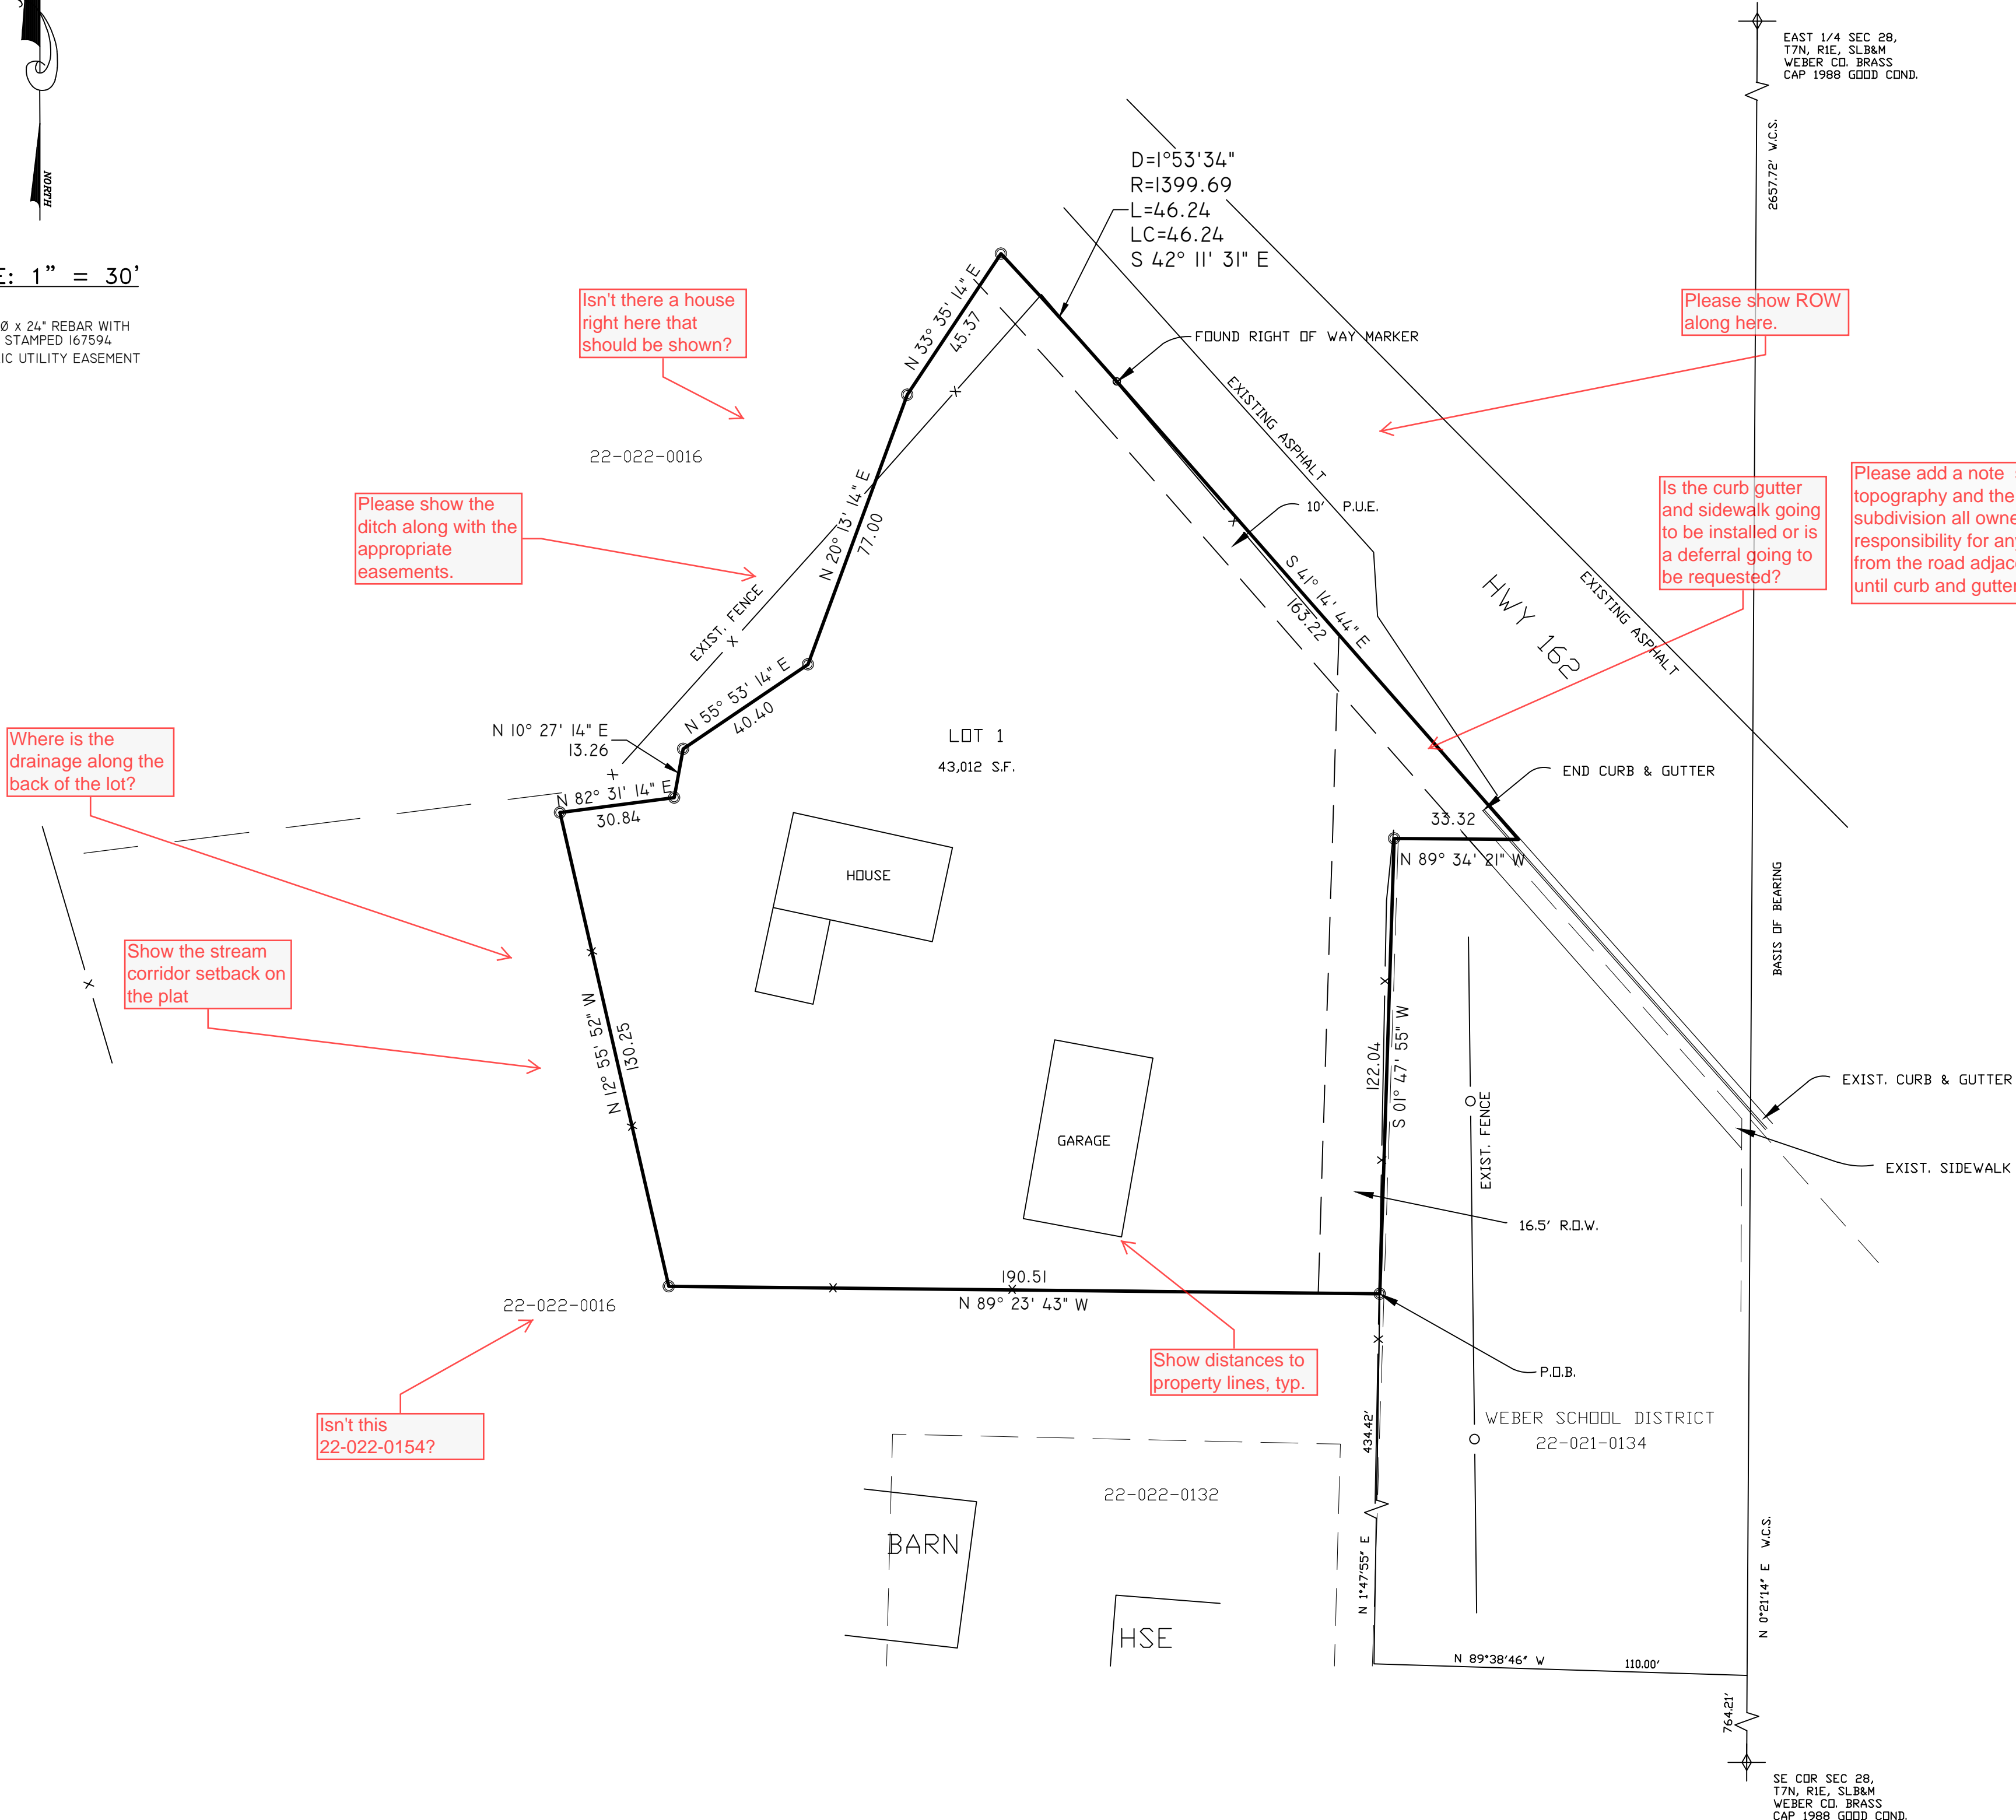 NORTH
E: 1" = 30'
Ø x 24" REBAR WITH
STAMPED 167594
IC UTILITY EASEMENT
EAST 1/4 SEC 28,
T7N, R1E, SLB&M
WEBER CO. BRASS
CAP 1988 GOOD COND.
2657.72' W.C.S.
D=1°53'34"
R=1399.69
L=46.24
LC=46.24
S 42° 11' 31" E
Isn't there a house
right here that
should be shown?
Please show ROW
along here.
N 33° 35' 14" E
45.37
FOUND RIGHT OF WAY MARKER
EXISTING ASPHALT
22-022-0016
Please show the
ditch along with the
appropriate
easements.
N 20° 13' 14" E
77.00
10' P.U.E.
Is the curb gutter
and sidewalk going
to be installed or is
a deferral going to
be requested?
Please add a note
topography and the
subdivision all owne
responsibility for an
from the road adjace
until curb and gutter
S 41° 14' 44" E
163.22
HWY 162
EXISTING ASPHALT
EXIST. FENCE
N 55° 53' 14" E
40.40
N 10° 27' 14" E
13.26
LOT 1
43,012 S.F.
Where is the
drainage along the
back of the lot?
END CURB & GUTTER
N 82° 31' 14" E
30.84
33.32
N 89° 34' 21" W
HOUSE
BASIS OF BEARING
Show the stream
corridor setback on
the plat
N 12° 55' 52" W
130.25
122.04
S 01° 47' 55" W
EXIST. FENCE
EXIST. CURB & GUTTER
GARAGE
EXIST. SIDEWALK
16.5' R.O.W.
190.51
N 89° 23' 43" W
22-022-0016
Show distances to
property lines, typ.
P.O.B.
Isn't this
22-022-0154?
434.42'
WEBER SCHOOL DISTRICT
22-021-0134
22-022-0132
BARN
HSE
N 1°47'55" E
N 0°21'14" E W.C.S.
N 89°38'46" W 110.00'
764.21'
SE COR SEC 28,
T7N, R1E, SLB&M
WEBER CO. BRASS
CAP 1988 GOOD COND.